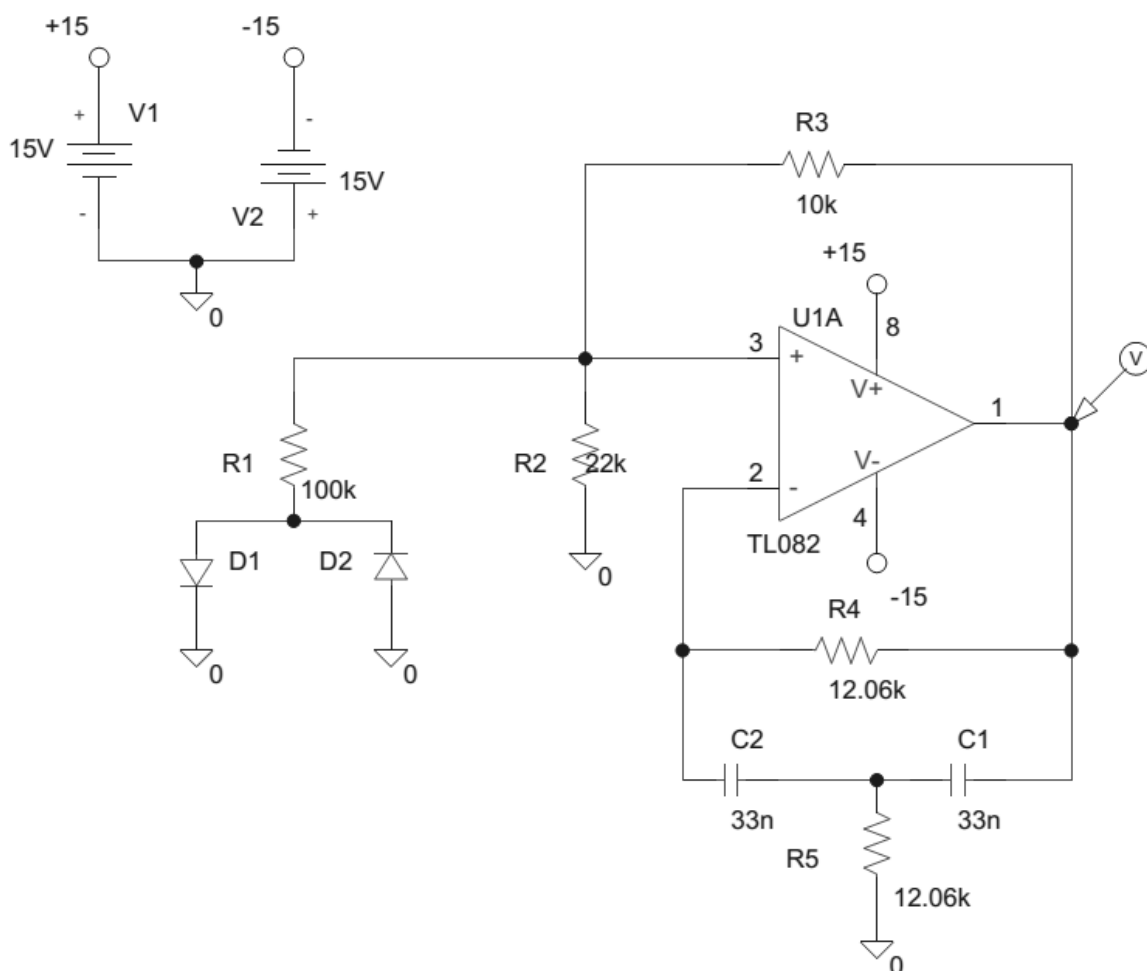 +15
-15
+
V1
-
15V
15V
-
V2
+
0
R3
10k
+15
U1A
8
3
+
V+
V
1
R1
100k
R2
22k
2
-
V-
4
TL082
-15
D1
D2
0
0
0
R4
12.06k
C2
C1
33n
33n
R5
12.06k
0